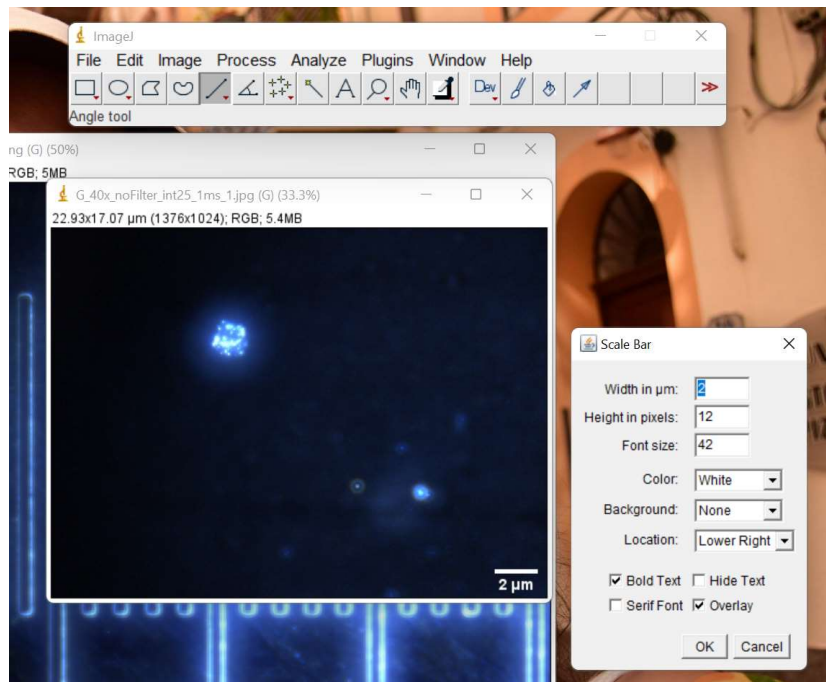 ImageJ
File Edit Image Process Analyze Plugins Window Help
Dev
Angle tool
ng (G) (50%)
RGB; 5MB
G_40x_noFilter_int25_1ms_1.jpg (G) (33.3%)
22.93x17.07 µm (1376x1024); RGB; 5.4MB
2 µm
Scale Bar
Width in µm: 2
Height in pixels: 12
Font size: 42
Color: White
Background: None
Location: Lower Right
Bold Text Hide Text
Serif Font Overlay
OK Cancel